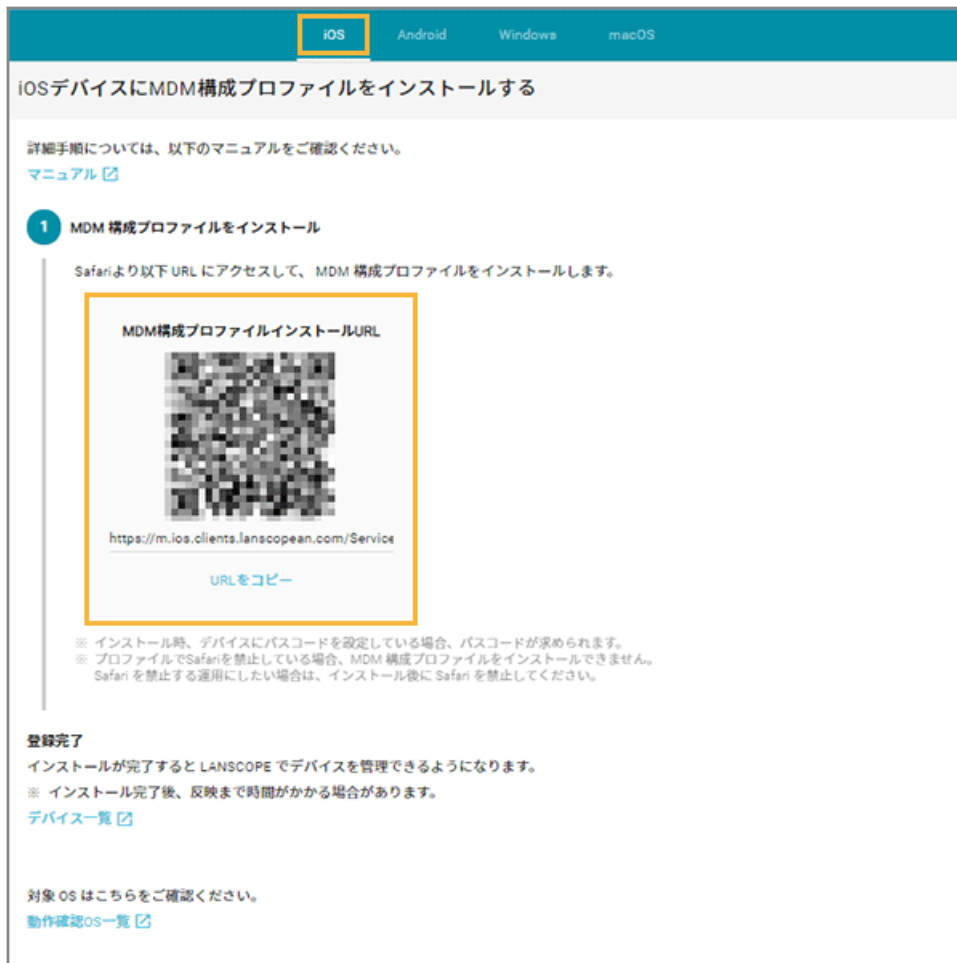 iOS Android Windows macOS
iOSデバイスにMDM構成プロファイルをインストールする
詳細手順については、以下のマニュアルをご確認ください。
マニュアル
1 MDM 構成プロファイルをインストール
Safariより以下 URL にアクセスして、 MDM 構成プロファイルをインストールします。
MDM構成プロファイルインストールURL
https://m.ios.clients.lanscopean.com/Service
URLをコピー
※ インストール時、デバイスにパスコードを設定している場合、パスコードが求められます。
※ プロファイルでSafariを禁止している場合、MDM 構成プロファイルをインストールできません。
Safari を禁止する運用にしたい場合は、インストール後に Safari を禁止してください。
登録完了
インストールが完了すると LANSCOPE でデバイスを管理できるようになります。
※ インストール完了後、反映まで時間がかかる場合があります。
デバイス一覧
対象 OS はこちらをご確認ください。
動作確認OS一覧